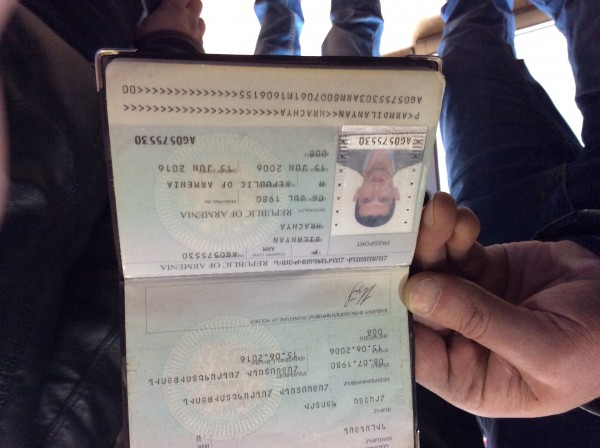 ԴԻԼԱՆՅԱՆ
ՀՐԱՉՅԱ
ՀԱՅԱՍՏԱՆԻ ՀԱՆՐԱՊԵՏՈՒԹՅՈՒՆ
06.07.1980 ՀԱՅԱՍՏԱՆԻ ՀԱՆՐԱՊԵՏՈՒԹՅՈՒՆ
15.06.2006 15.06.2016
008
ՀԱՅԱՍՏԱՆԻ ՀԱՆՐԱՊԵՏՈՒԹՅՈՒՆ REPUBLIC OF ARMENIA
PASSPORT P ARM AG0575530
DILANYAN
HRACHYA
REPUBLIC OF ARMENIA
06 JUL 1980
M REPUBLIC OF ARMENIA
15 JUN 2006 15 JUN 2016
008
AG0575530 AG0575530
P<ARMDILANYAN<<HRACHYA<<<<<<<<<<<<<<<<<<<<<<
AG05755303ARM8007061M1606155<<<<<<<<<<<<<<00